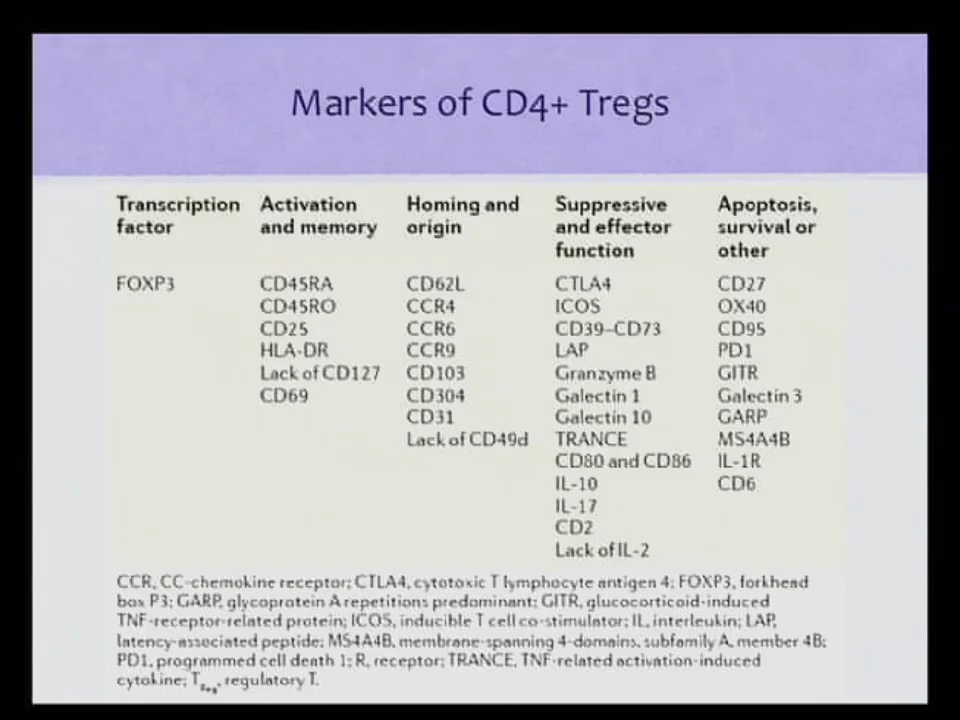 Markers of CD4+ Tregs
Transcription factor
Activation and memory
Homing and origin
Suppressive and effector function
Apoptosis, survival or other
FOXP3
CD45RA
CD45RO
CD25
HLA-DR
Lack of CD127
CD69
CD62L
CCR4
CCR6
CCR9
CD103
CD304
CD31
Lack of CD49d
CTLA4
ICOS
CD39–CD73
LAP
Granzyme B
Galectin 1
Galectin 10
TRANCE
CD80 and CD86
IL-10
IL-17
CD2
Lack of IL-2
CD27
OX40
CD95
PD1
GITR
Galectin 3
GARP
MS4A4B
IL-1R
CD6
CCR, CC-chemokine receptor; CTLA4, cytotoxic T lymphocyte antigen 4; FOXP3, forkhead
box P3; GARP, glycoprotein A repetitions predominant; GITR, glucocorticoid-induced
TNF-receptor-related protein; ICOS, inducible T cell co-stimulator; IL, interleukin; LAP,
latency-associated peptide; MS4A4B, membrane-spanning 4-domains, subfamily A, member 4B;
PD1, programmed cell death 1; R, receptor; TRANCE, TNF-related activation-induced
cytokine; TReg, regulatory T.